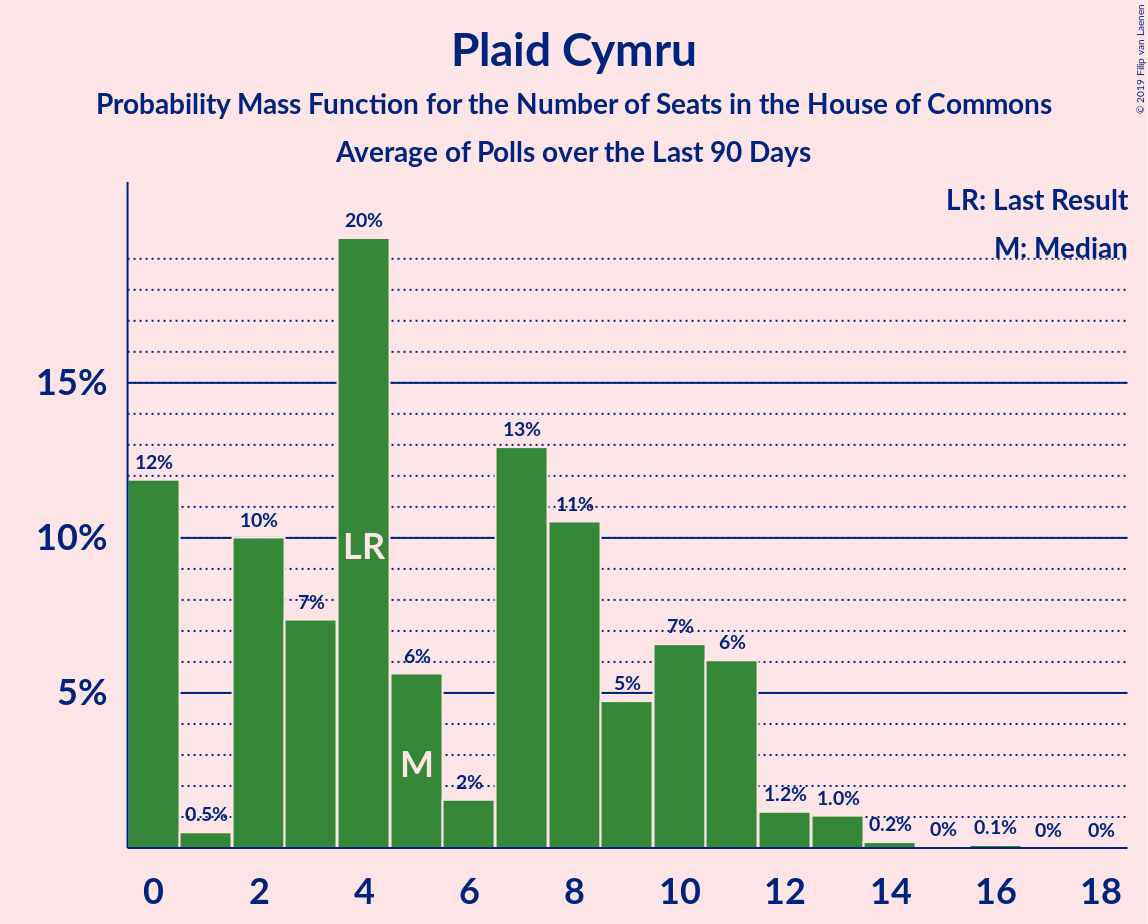 Plaid Cymru
Probability Mass Function for the Number of Seats in the House of Commons
Average of Polls over the Last 90 Days
© 2019 Filip van Laenen
LR: Last Result
M: Median
15%
10%
5%
12%
0.5%
10%
7%
20%
LR
6%
M
2%
13%
11%
5%
7%
6%
1.2%
1.0%
0.2%
0%
0.1%
0%
0%
0 2 4 6 8 10 12 14 16 18